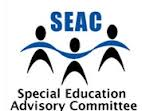 SEAC
Special Education
Advisory Committee